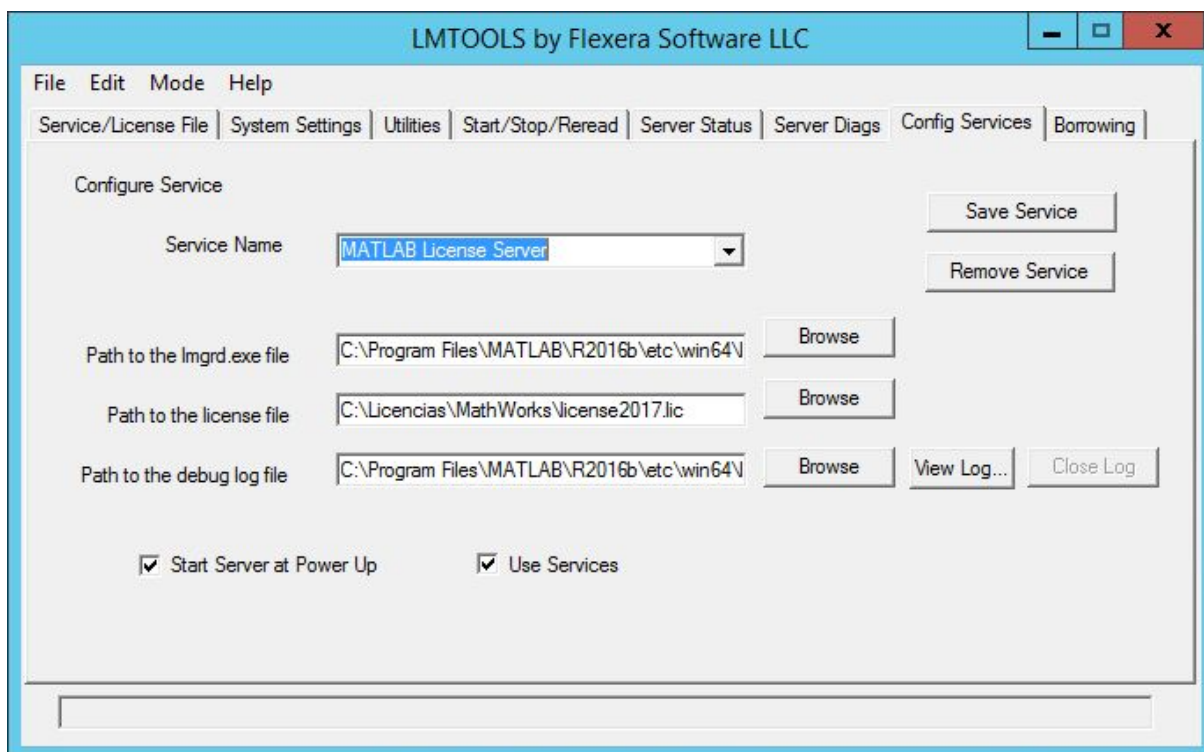 LMTOOLS by Flexera Software LLC
File Edit Mode Help
Service/License File System Settings Utilities Start/Stop/Reread Server Status Server Diags Config Services Borrowing
Configure Service
Save Service
Service Name MATLAB License Server
Remove Service
Path to the lmgrd.exe file C:\Program Files\MATLAB\R2016b\etc\win64\l Browse
Path to the license file C:\Licencias\MathWorks\license2017.lic Browse
Path to the debug log file C:\Program Files\MATLAB\R2016b\etc\win64\l Browse View Log... Close Log
Start Server at Power Up Use Services